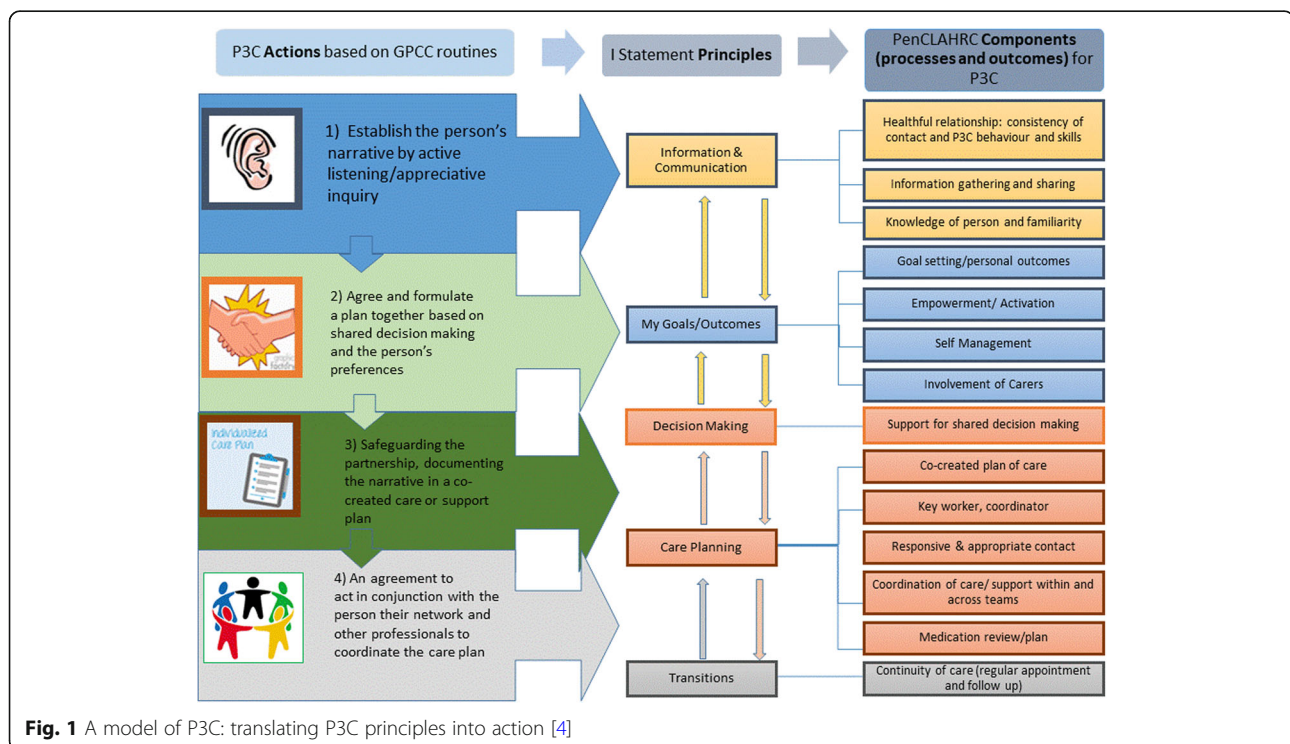 P3C Actions based on GPCC routines
I Statement Principles
PenCLAHRC Components
(processes and outcomes) for
P3C
1) Establish the person's
narrative by active
listening/appreciative
inquiry
2) Agree and formulate
a plan together based on
shared decision making
and the person's
preferences
graphic
factory
Individualized
Care Plan
3) Safeguarding the
partnership, documenting
the narrative in a co-
created care or support
plan
4) An agreement to
act in conjunction with the
person their network and
other professionals to
coordinate the care plan
Information &
Communication
My Goals/Outcomes
Decision Making
Care Planning
Transitions
Healthful relationship: consistency of
contact and P3C behaviour and skills
Information gathering and sharing
Knowledge of person and familiarity
Goal setting/personal outcomes
Empowerment/ Activation
Self Management
Involvement of Carers
Support for shared decision making
Co-created plan of care
Key worker, coordinator
Responsive & appropriate contact
Coordination of care/ support within and
across teams
Medication review/plan
Continuity of care (regular appointment
and follow up)
Fig. 1 A model of P3C: translating P3C principles into action [4]